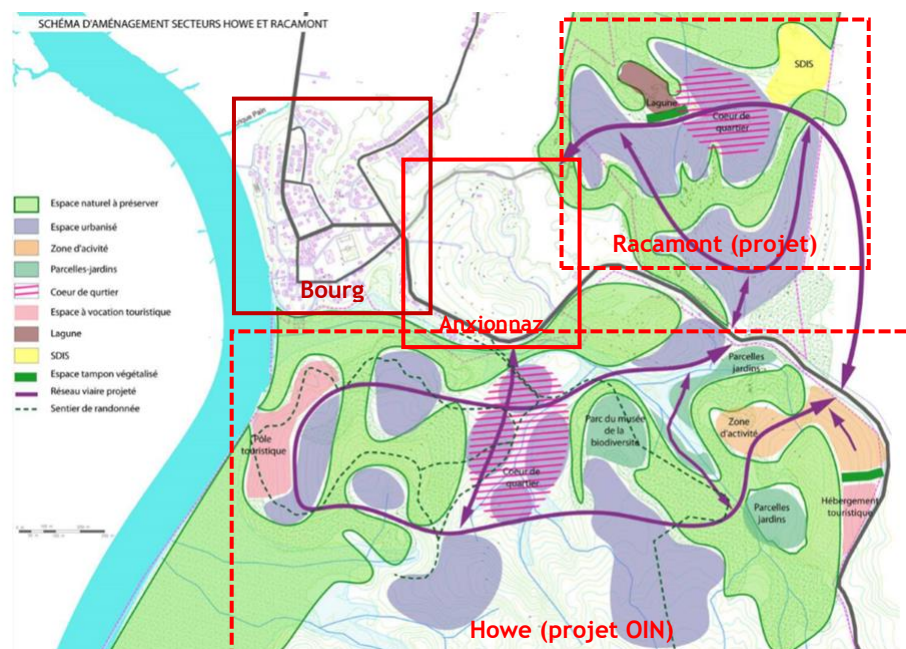 SCHÉMA D'AMÉNAGEMENT SECTEURS HOWE ET RACAMONT
SDIS
Lagune
Coeur de
quartier
Racamont (projet)
Espace naturel à préserver
Espace urbanisé
Zone d'acivité
Parcelles-jardins
Coeur de qurtier
Espace à vocation touristique
Lagune
SDIS
Espace tampon végétalisé
Réseau viaire projeté
Sentier de randonnée
Bourg
Anxionnaz
Parcelles
jardins
Pôle
touristique
Parc du musée
de la
biodiversité
Zone
d'activité
Coeur de
quartier
Hébergement
touristique
Parcelles
jardins
Howe (projet OIN)